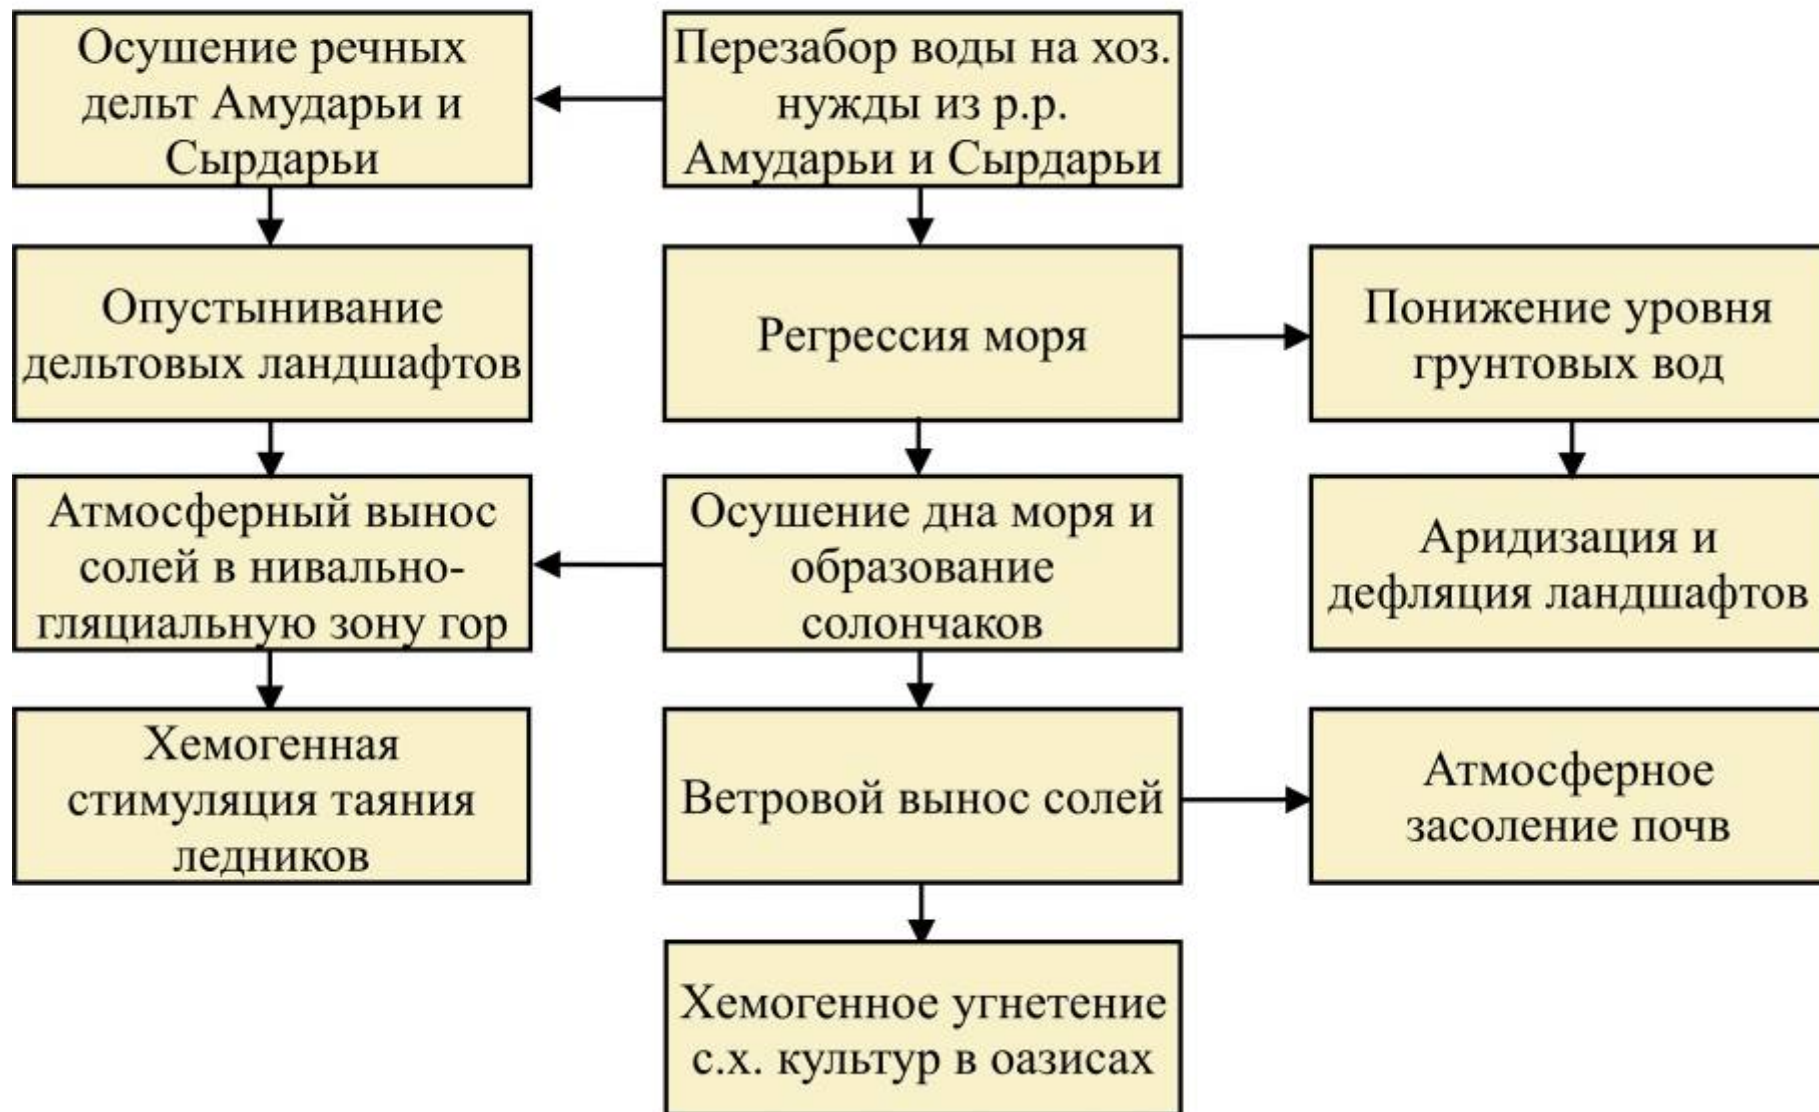 Осушение речных
дельт Амударьи и
Сырдарьи
Перезабор воды на хоз.
нужды из р.р.
Амударьи и Сырдарьи
Опустынивание
дельтовых ландшафтов
Регрессия моря
Понижение уровня
грунтовых вод
Атмосферный вынос
солей в нивально-
гляциальную зону гор
Осушение дна моря и
образование
солончаков
Аридизация и
дефляция ландшафтов
Хемогенная
стимуляция таяния
ледников
Ветровой вынос солей
Атмосферное
засоление почв
Хемогенное угнетение
с.х. культур в оазисах